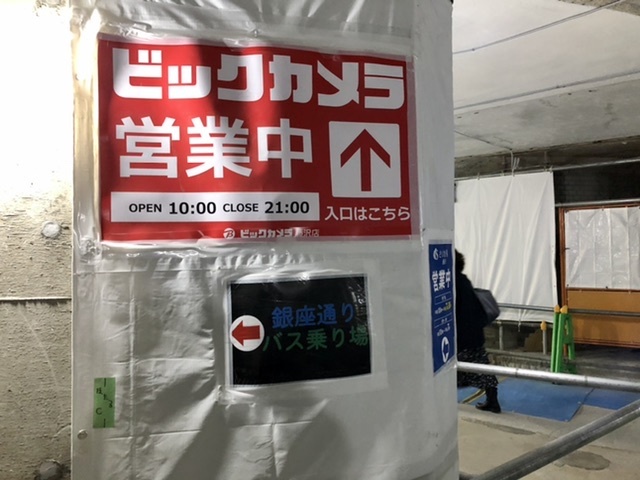 ビックカメラ
営業中
OPEN 10:00 CLOSE 21:00
入口はこちら
ビックカメラ 沢店
銀座通り
バス乗り場
営業中